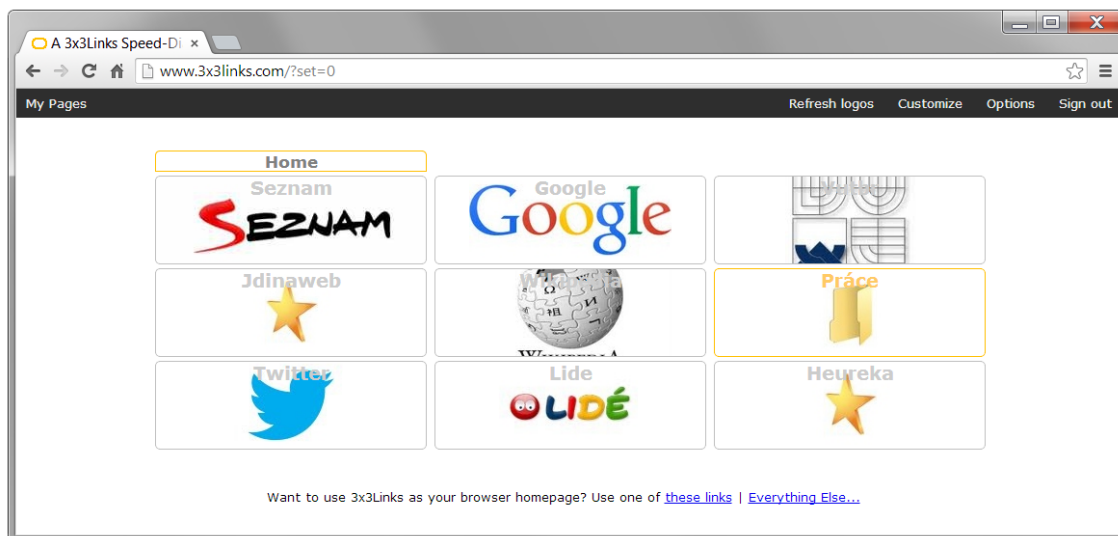 A 3x3Links Speed-Di
www.3x3links.com/?set=0
My Pages Refresh logos Customize Options Sign out
Home
Seznam Google
SEZNAM Google
Jdinaweb Wikipedia Práce
WIKIPEDIA
Twitter Lide Heureka
LIDÉ
Want to use 3x3Links as your browser homepage? Use one of these links | Everything Else...